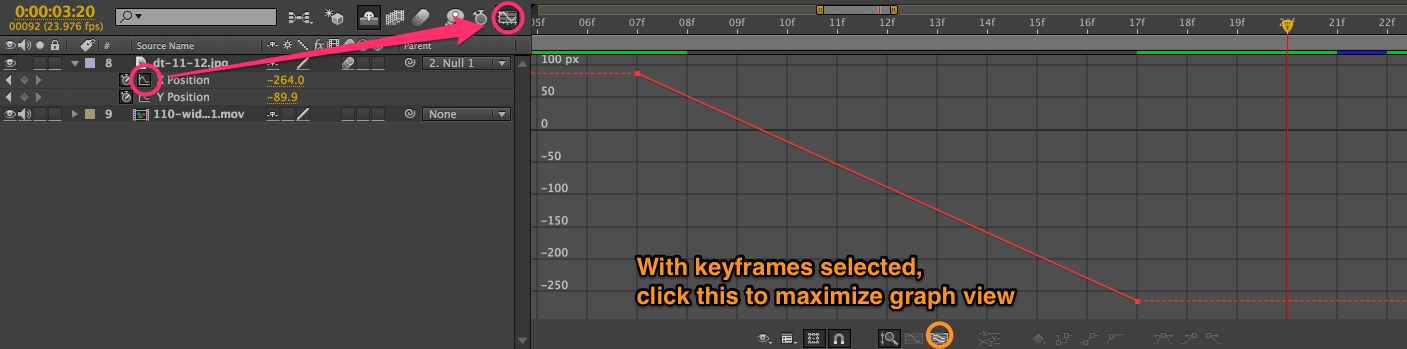 0:00:03:20
00092 (23.976 fps)
# Source Name fx Parent
8 dt-11-12.jpg 2. Null 1
X Position -264.0
Y Position -89.9
9 110-wid...1.mov None
05f 06f 07f 08f 09f 10f 11f 12f 13f 14f 15f 16f 17f 18f 19f 20f 21f 22f
100 px
50
0
-50
-100
-150
-200
-250
With keyframes selected,
click this to maximize graph view